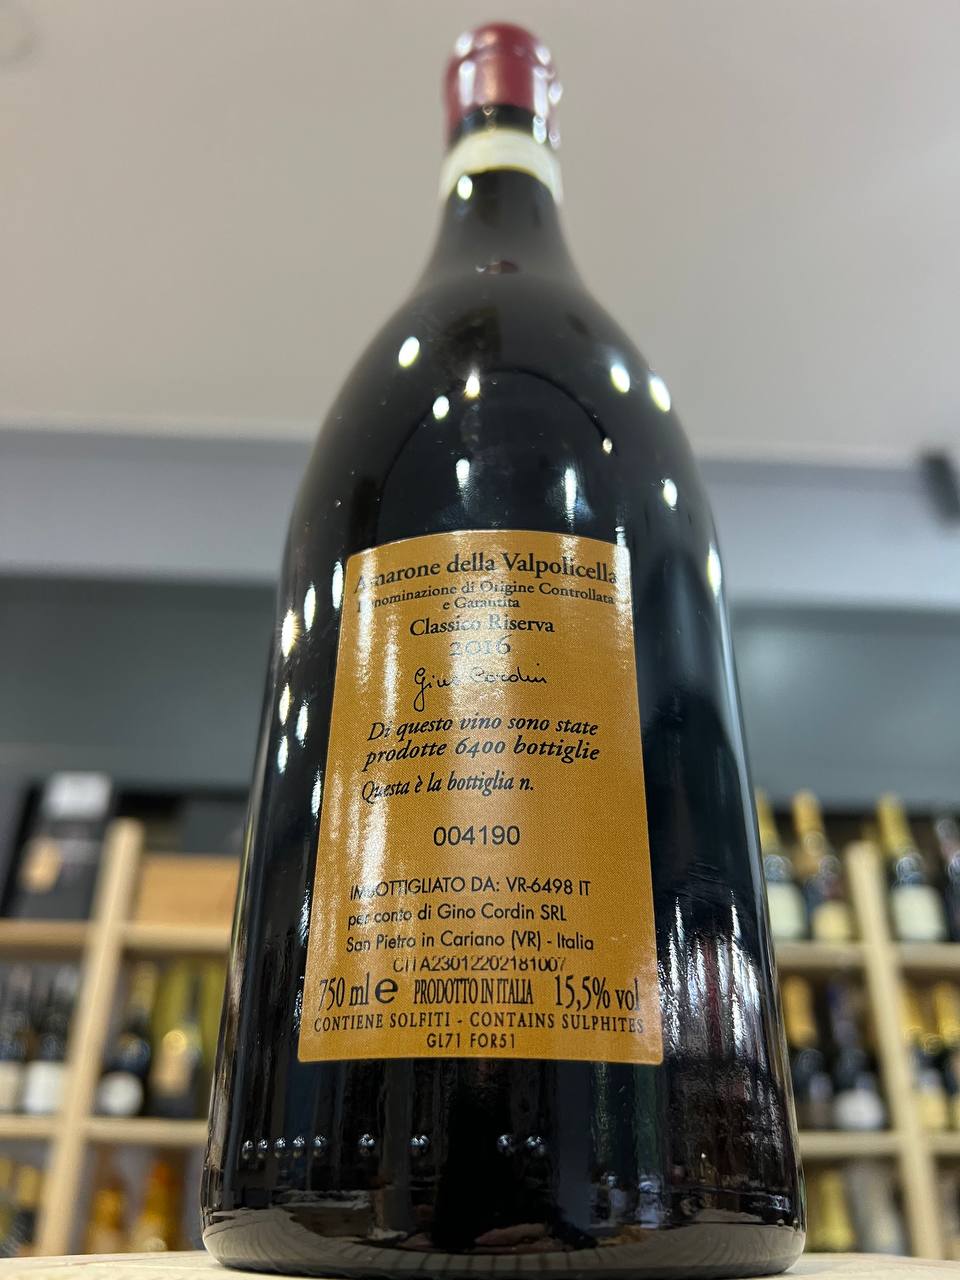 Amarone della Valpolicella
Denominazione di Origine Controllata
e Garantita
Classico Riserva
2016
Gino Cordin
Di questo vino sono state
prodotte 6400 bottiglie
Questa è la bottiglia n.
004190
IMBOTTIGLIATO DA: VR-6498 IT
per conto di Gino Cordin SRL
San Pietro in Cariano (VR) - Italia
750 ml e PRODOTTO IN ITALIA 15,5% vol
CONTIENE SOLFITI - CONTAINS SULPHITES
GL71 FOR51